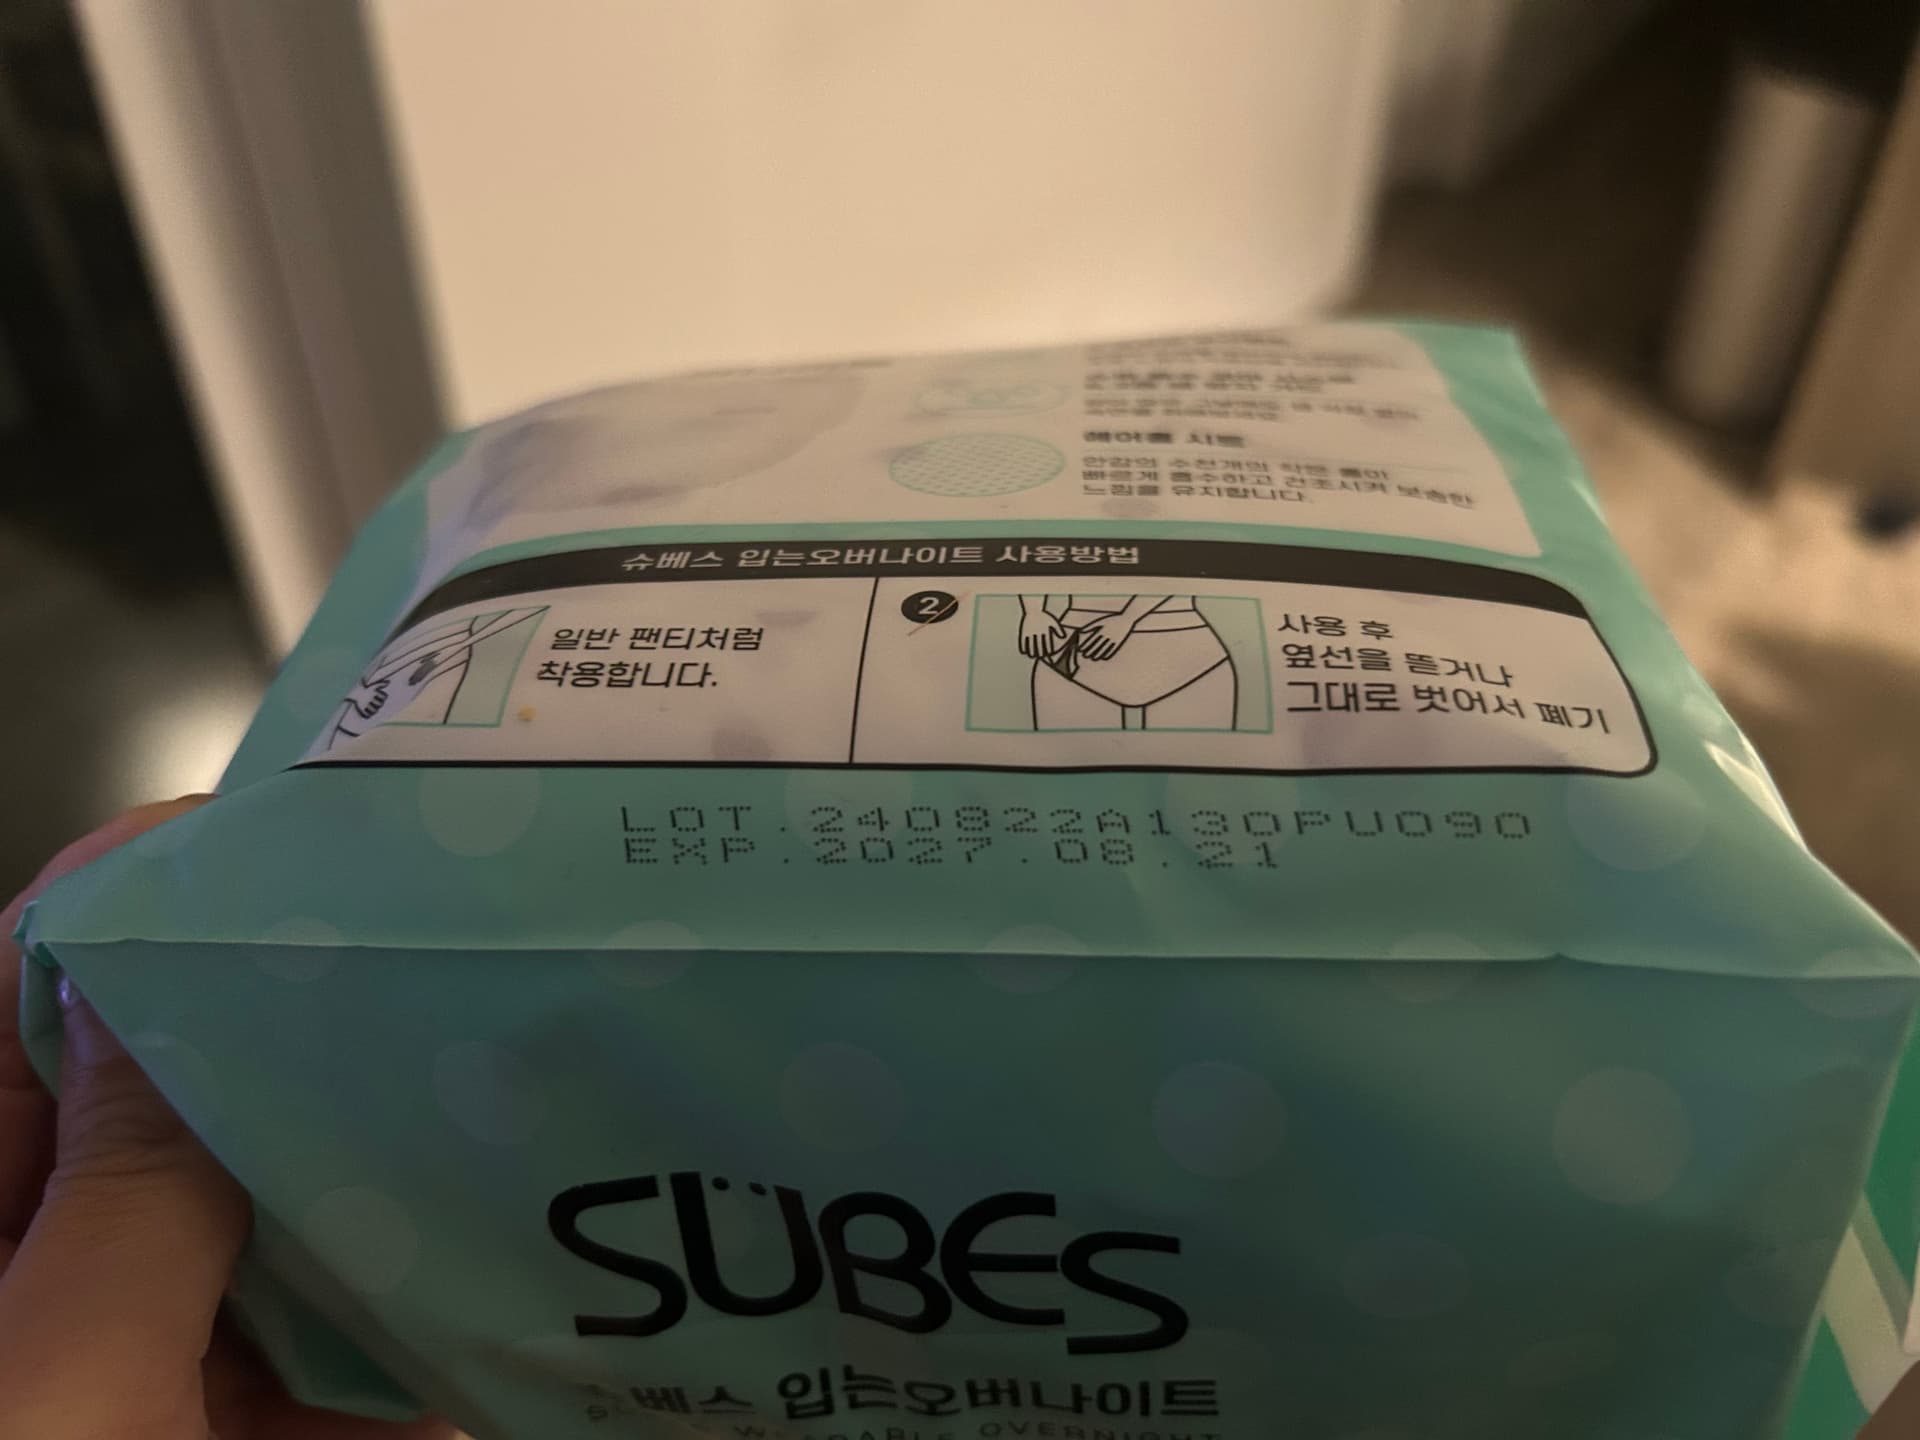 헤어홀 시트
안감의 수천개의 작은 홀이
빠르게 흡수하고 건조시켜 보송한
느낌을 유지합니다.
슈베스 입는오버나이트 사용방법
일반 팬티처럼
착용합니다.
2
사용 후
옆선을 뜯거나
그대로 벗어서 폐기
LOT.240822A130PU090
EXP.2027.08.21
SÜBES
슈베스 입는오버나이트
OVERNIGHT